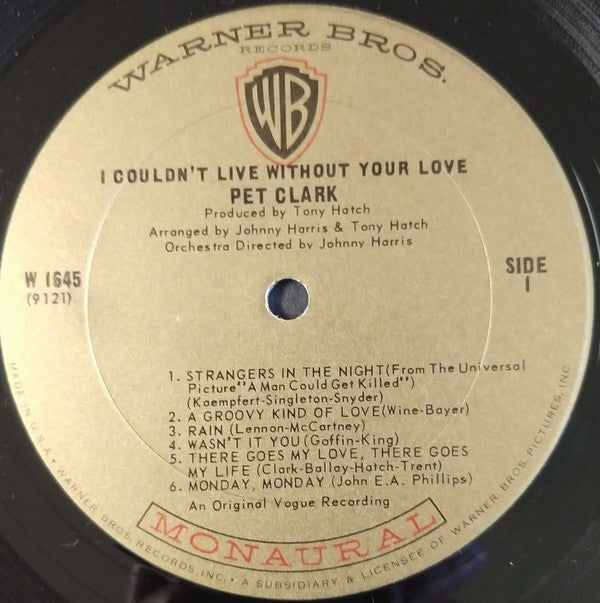 WARNER BROS.
RECORDS
WB
I COULDN'T LIVE WITHOUT YOUR LOVE
PET CLARK
Produced by Tony Hatch
Arranged by Johnny Harris & Tony Hatch
Orchestra Directed by Johnny Harris
W 1645
(9121)
SIDE
1
1. STRANGERS IN THE NIGHT(From The Universal
Picture"A Man Could Get Killed")
(Kaempfert-Singleton-Snyder)
2. A GROOVY KIND OF LOVE(Wine-Bayer)
3. RAIN (Lennon-McCartney)
4. WASN'T IT YOU (Goffin-King)
5. THERE GOES MY LOVE, THERE GOES
MY LIFE (Clark-Ballay-Hatch-Trent)
6. MONDAY, MONDAY (John E.A. Phillips)
An Original Vogue Recording
MONAURAL
MADE IN U.S.A. • WARNER BROS. RECORDS, INC. • A SUBSIDIARY & LICENSEE OF WARNER BROS. PICTURES, INC.